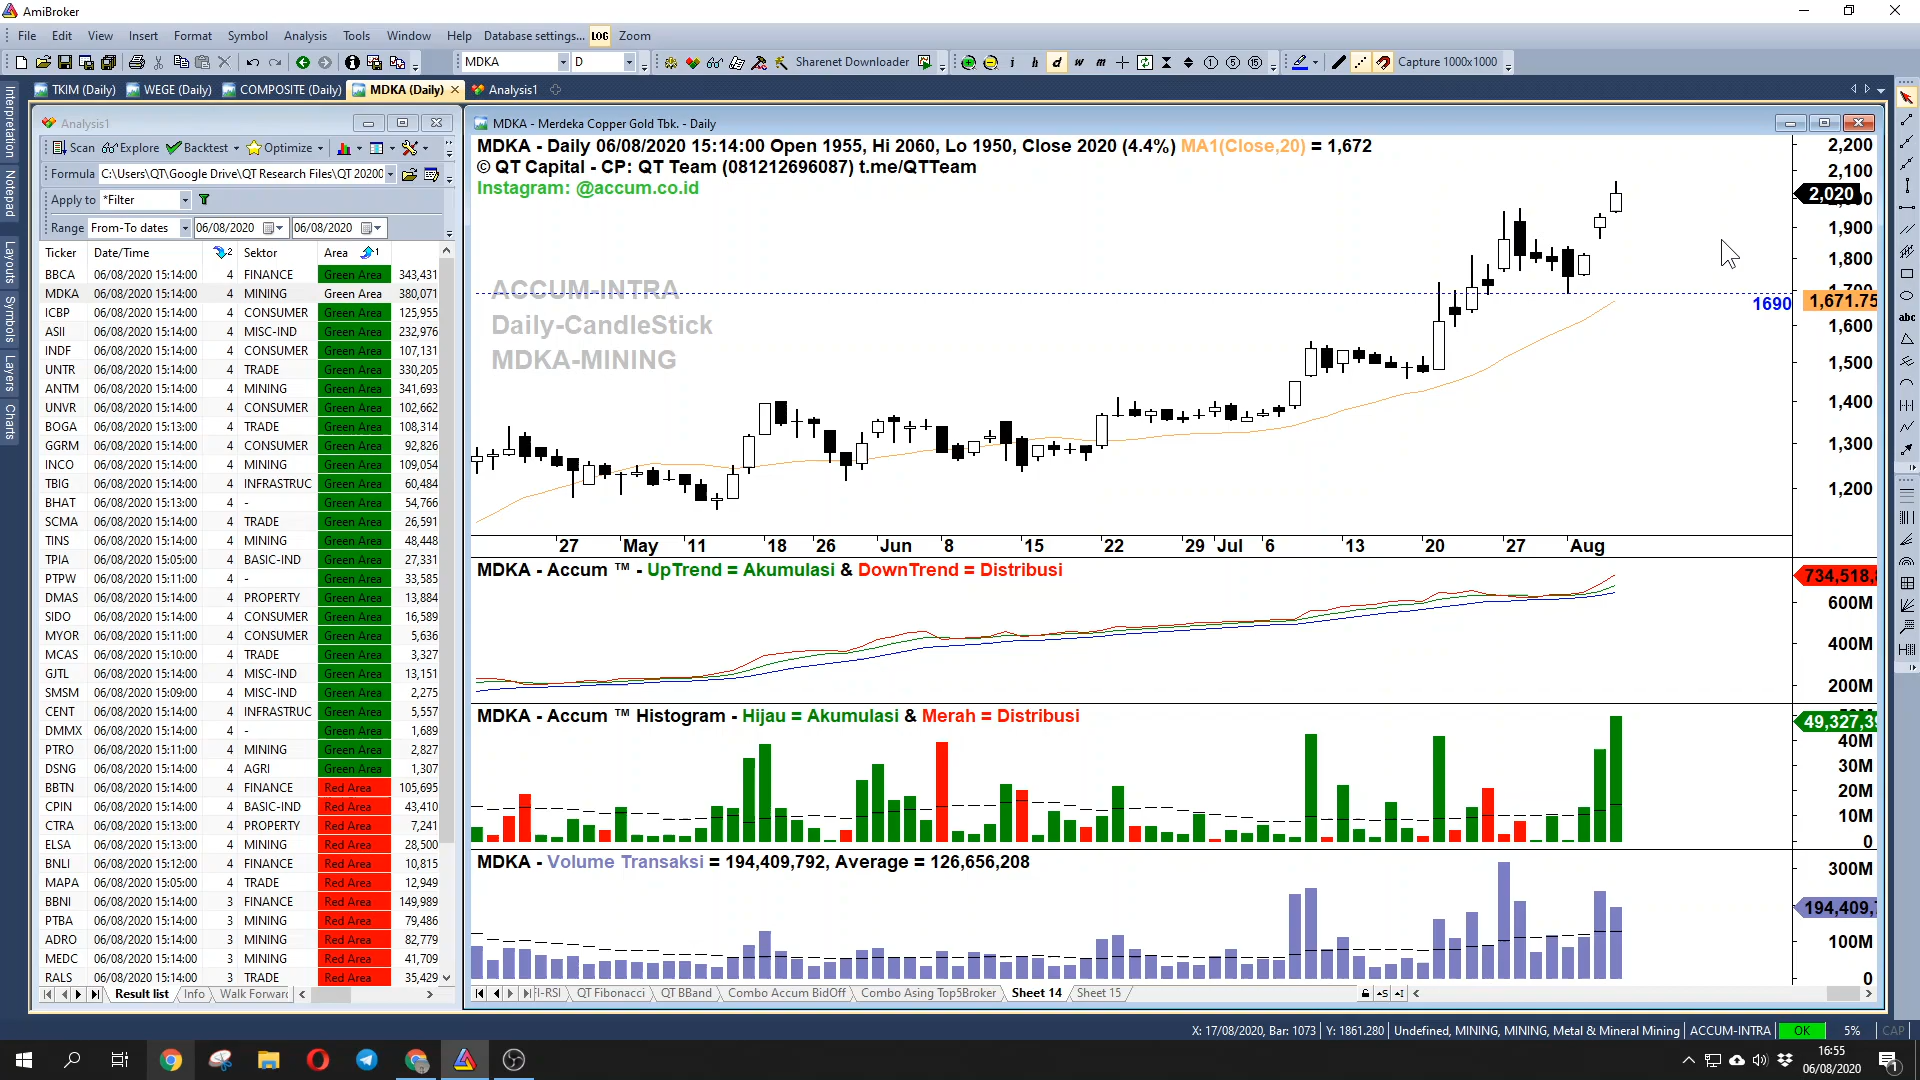 AmiBroker
File Edit View Insert Format Symbol Analysis Tools Window Help Database settings... LOG Zoom
MDKA D Sharenet Downloader Capture 1000x1000
TKIM (Daily) WEGE (Daily) COMPOSITE (Daily) MDKA (Daily) Analysis1
Interpretation
Notepad
Layouts
Symbols
Layers
Charts
Analysis1
Scan Explore Backtest Optimize
Formula C:\Users\QT\Google Drive\QT Research Files\QT 20200
Apply to *Filter
Range From-To dates 06/08/2020 06/08/2020
Ticker Date/Time 2 Sektor Area 1
BBCA 06/08/2020 15:14:00 4 FINANCE Green Area 343,431
MDKA 06/08/2020 15:14:00 4 MINING Green Area 380,071
ICBP 06/08/2020 15:14:00 4 CONSUMER Green Area 125,955
ASII 06/08/2020 15:14:00 4 MISC-IND Green Area 232,976
INDF 06/08/2020 15:14:00 4 CONSUMER Green Area 107,131
UNTR 06/08/2020 15:14:00 4 TRADE Green Area 330,205
ANTM 06/08/2020 15:14:00 4 MINING Green Area 341,693
UNVR 06/08/2020 15:14:00 4 CONSUMER Green Area 102,662
BOGA 06/08/2020 15:13:00 4 TRADE Green Area 108,314
GGRM 06/08/2020 15:14:00 4 CONSUMER Green Area 92,826
INCO 06/08/2020 15:14:00 4 MINING Green Area 109,054
TBIG 06/08/2020 15:14:00 4 INFRASTRUC Green Area 60,484
BHAT 06/08/2020 15:13:00 4 - Green Area 54,766
SCMA 06/08/2020 15:14:00 4 TRADE Green Area 26,591
TINS 06/08/2020 15:14:00 4 MINING Green Area 48,448
TPIA 06/08/2020 15:05:00 4 BASIC-IND Green Area 27,331
PTPW 06/08/2020 15:11:00 4 - Green Area 33,585
DMAS 06/08/2020 15:14:00 4 PROPERTY Green Area 13,884
SIDO 06/08/2020 15:14:00 4 CONSUMER Green Area 16,589
MYOR 06/08/2020 15:11:00 4 CONSUMER Green Area 5,636
MCAS 06/08/2020 15:10:00 4 TRADE Green Area 3,327
GJTL 06/08/2020 15:14:00 4 MISC-IND Green Area 13,151
SMSM 06/08/2020 15:09:00 4 MISC-IND Green Area 2,275
CENT 06/08/2020 15:14:00 4 INFRASTRUC Green Area 5,557
DMMX 06/08/2020 15:14:00 4 - Green Area 1,689
PTRO 06/08/2020 15:11:00 4 MINING Green Area 2,827
DSNG 06/08/2020 15:14:00 4 AGRI Green Area 1,307
BBTN 06/08/2020 15:14:00 4 FINANCE Red Area 105,695
CPIN 06/08/2020 15:14:00 4 BASIC-IND Red Area 43,410
CTRA 06/08/2020 15:13:00 4 PROPERTY Red Area 7,241
ELSA 06/08/2020 15:13:00 4 MINING Red Area 28,500
BNLI 06/08/2020 15:12:00 4 FINANCE Red Area 10,815
MAPA 06/08/2020 15:05:00 4 TRADE Red Area 12,949
BBNI 06/08/2020 15:14:00 3 FINANCE Red Area 149,989
PTBA 06/08/2020 15:14:00 3 MINING Red Area 79,486
ADRO 06/08/2020 15:14:00 3 MINING Red Area 82,779
MEDC 06/08/2020 15:14:00 3 MINING Red Area 41,709
RALS 06/08/2020 15:14:00 3 TRADE Red Area 35,429
Result list Info Walk Forward
MDKA - Merdeka Copper Gold Tbk. - Daily
MDKA - Daily 06/08/2020 15:14:00 Open 1955, Hi 2060, Lo 1950, Close 2020 (4.4%) MA1(Close,20) = 1,672
© QT Capital - CP: QT Team (081212696087) t.me/QTTeam
Instagram: @accum.co.id
ACCUM-INTRA
Daily-CandleStick
MDKA-MINING
2,200
2,100
2,020
1,900
1,800
1690
1,671.75
1,600
1,500
1,400
1,300
1,200
27 May 11 18 26 Jun 8 15 22 29 Jul 6 13 20 27 Aug
MDKA - Accum ™ - UpTrend = Akumulasi & DownTrend = Distribusi
734,518,
600M
400M
200M
MDKA - Accum ™ Histogram - Hijau = Akumulasi & Merah = Distribusi
49,327,39
40M
30M
20M
10M
0
MDKA - Volume Transaksi = 194,409,792, Average = 126,656,208
300M
194,409,7
100M
0
FI-RSI QT Fibonacci QT BBand Combo Accum BidOff Combo Asing Top5Broker Sheet 14 Sheet 15
X: 17/08/2020, Bar: 1073 Y: 1861.280 Undefined, MINING, MINING, Metal & Mineral Mining ACCUM-INTRA OK 5% CAP
16:55
06/08/2020